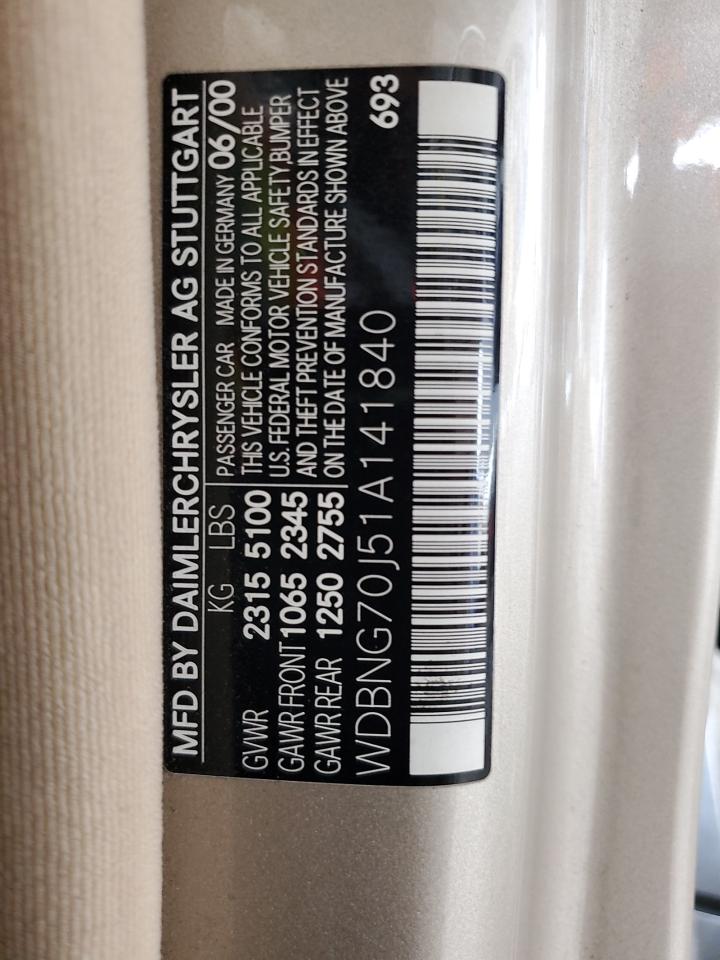 MFD BY DAIMLERCHRYSLER AG STUTTGART
KG LBS PASSENGER CAR MADE IN GERMANY 06/00
GVWR 2315 5100 THIS VEHICLE CONFORMS TO ALL APPLICABLE
GAWR FRONT 1065 2345 U.S. FEDERAL MOTOR VEHICLE SAFETY,BUMPER
GAWR REAR 1250 2755 AND THEFT PREVENTION STANDARDS IN EFFECT
ON THE DATE OF MANUFACTURE SHOWN ABOVE
WDBNG70J51A141840 693